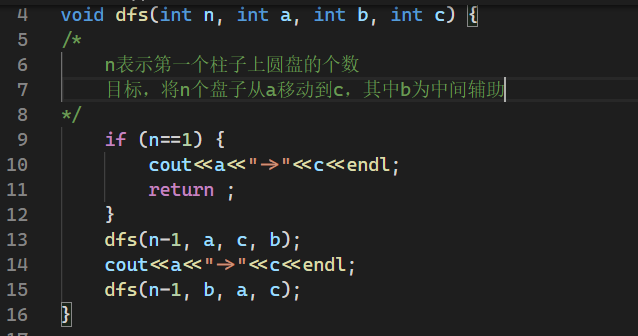 4 void dfs(int n, int a, int b, int c) {
5 /*
6 n表示第一个柱子上圆盘的个数
7 目标，将n个盘子从a移动到c，其中b为中间辅助
8 */
9 if (n==1) {
10 cout<<a<<"->"<<c<<endl;
11 return ;
12 }
13 dfs(n-1, a, c, b);
14 cout<<a<<"->"<<c<<endl;
15 dfs(n-1, b, a, c);
16 }
17